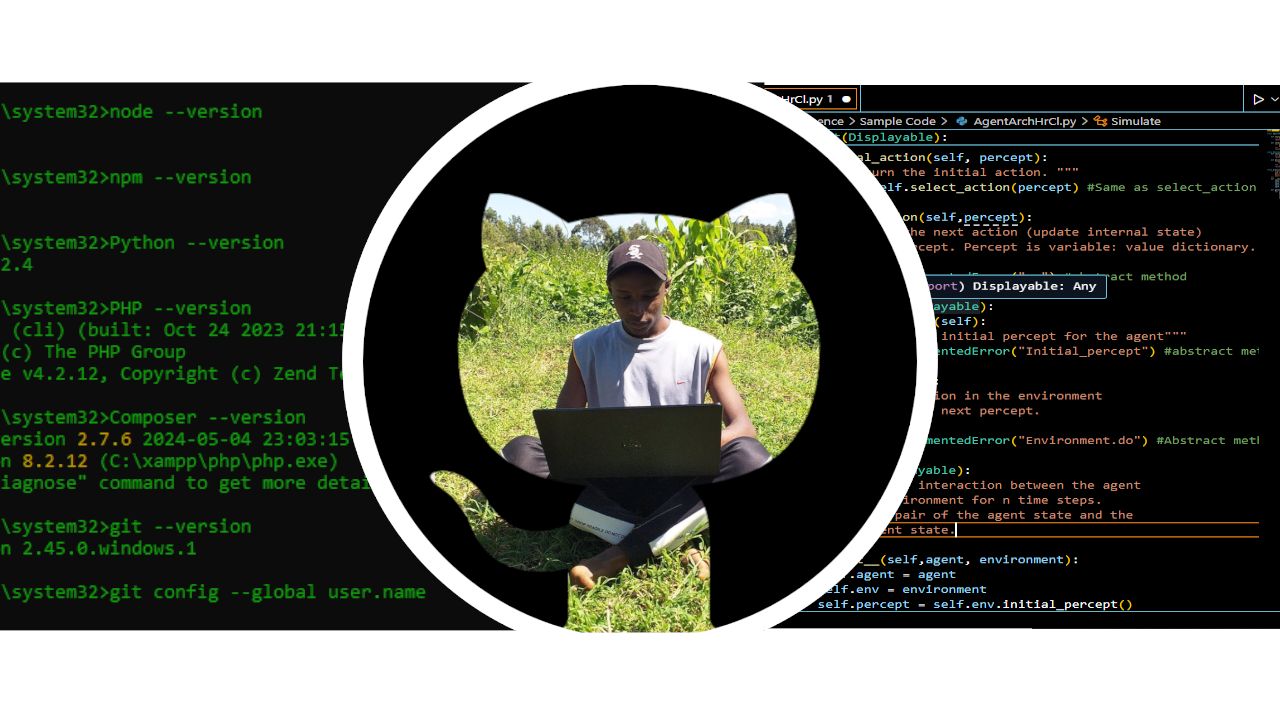 \system32>node --version
\system32>npm --version
\system32>Python --version
2.4
\system32>PHP --version
(cli) (built: Oct 24 2023 21:15
(c) The PHP Group
e v4.2.12, Copyright (c) Zend Te
\system32>Composer --version
ersion 2.7.6 2024-05-04 23:03:15
n 8.2.12 (C:\xampp\php\php.exe)
iagnose" command to get more detai
\system32>git --version
n 2.45.0.windows.1
\system32>git config --global user.name
HrCl.py 1
ence > Sample Code > AgentArchHrCl.py > Simulate
(Displayable):
al_action(self, percept):
urn the initial action. """
elf.select_action(percept) #Same as select_action
on(self,percept):
he next action (update internal state)
cept. Percept is variable: value dictionary.
method
port) Displayable: Any
ayable):
(self):
initial percept for the agent"""
mentedError("Initial_percept") #abstract met
:
ion in the environment
next percept.
mentedError("Environment.do") #Abstract meth
yable):
interaction between the agent
ironment for n time steps.
pair of the agent state and the
ent state.
__(self,agent, environment):
.agent = agent
elf.env = environment
self.percept = self.env.initial_percept()